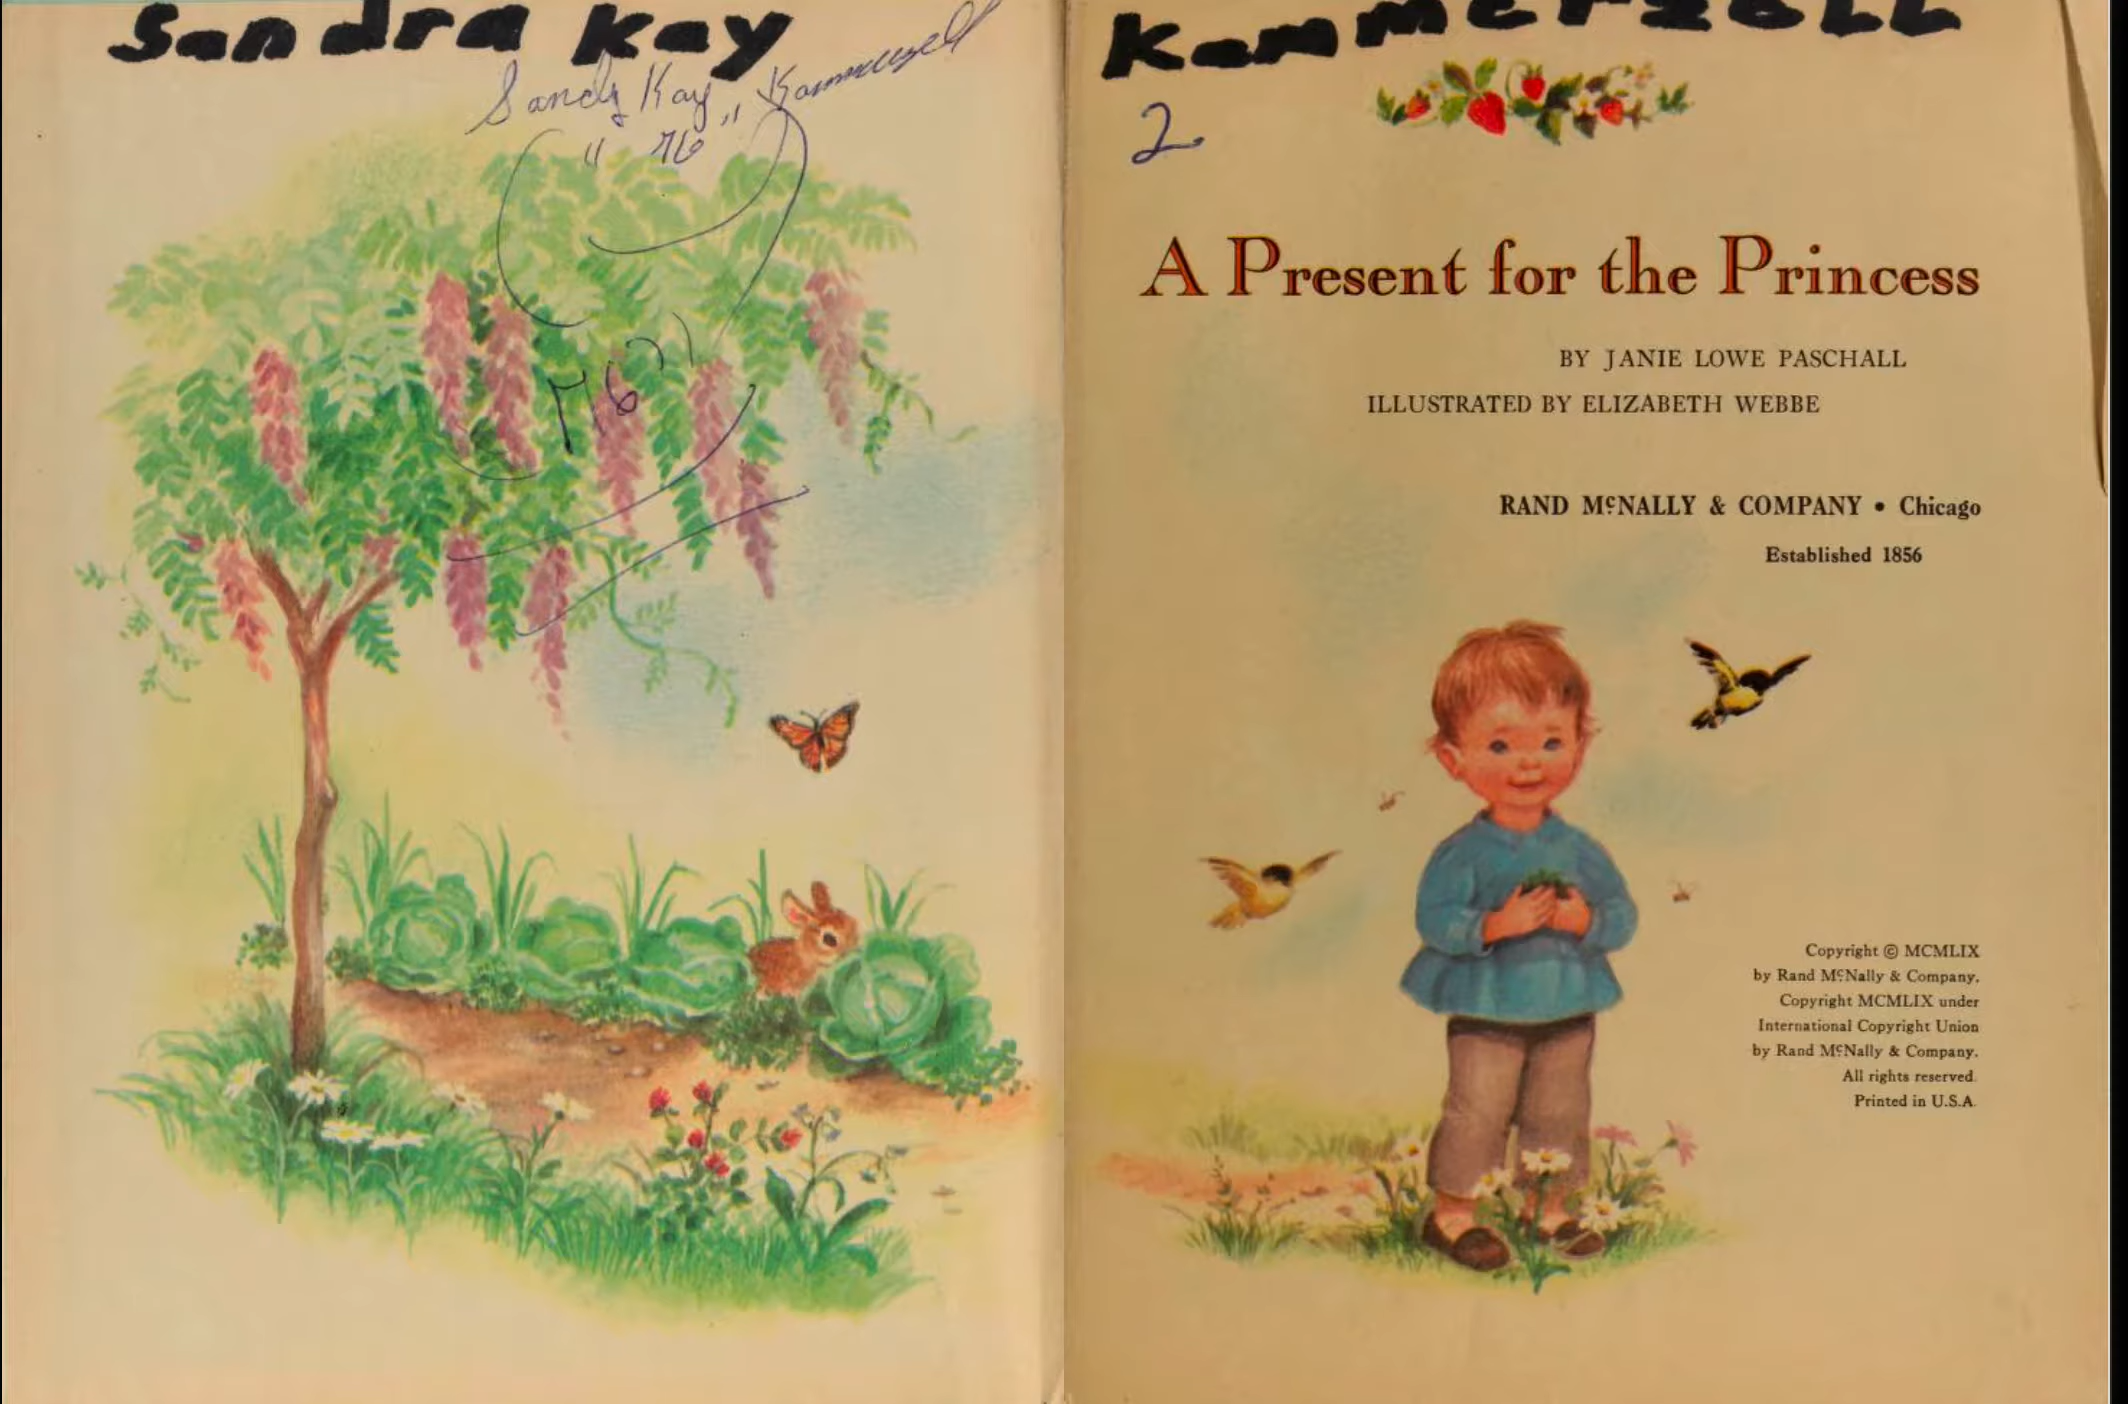 Sandra Kay
Sandy Kay Kammerzell
" 76 "
76"
Kammerzell
2
A Present for the Princess
BY JANIE LOWE PASCHALL
ILLUSTRATED BY ELIZABETH WEBBE
RAND McNALLY & COMPANY • Chicago
Established 1856
Copyright © MCMLIX
by Rand McNally & Company.
Copyright MCMLIX under
International Copyright Union
by Rand McNally & Company.
All rights reserved.
Printed in U.S.A.